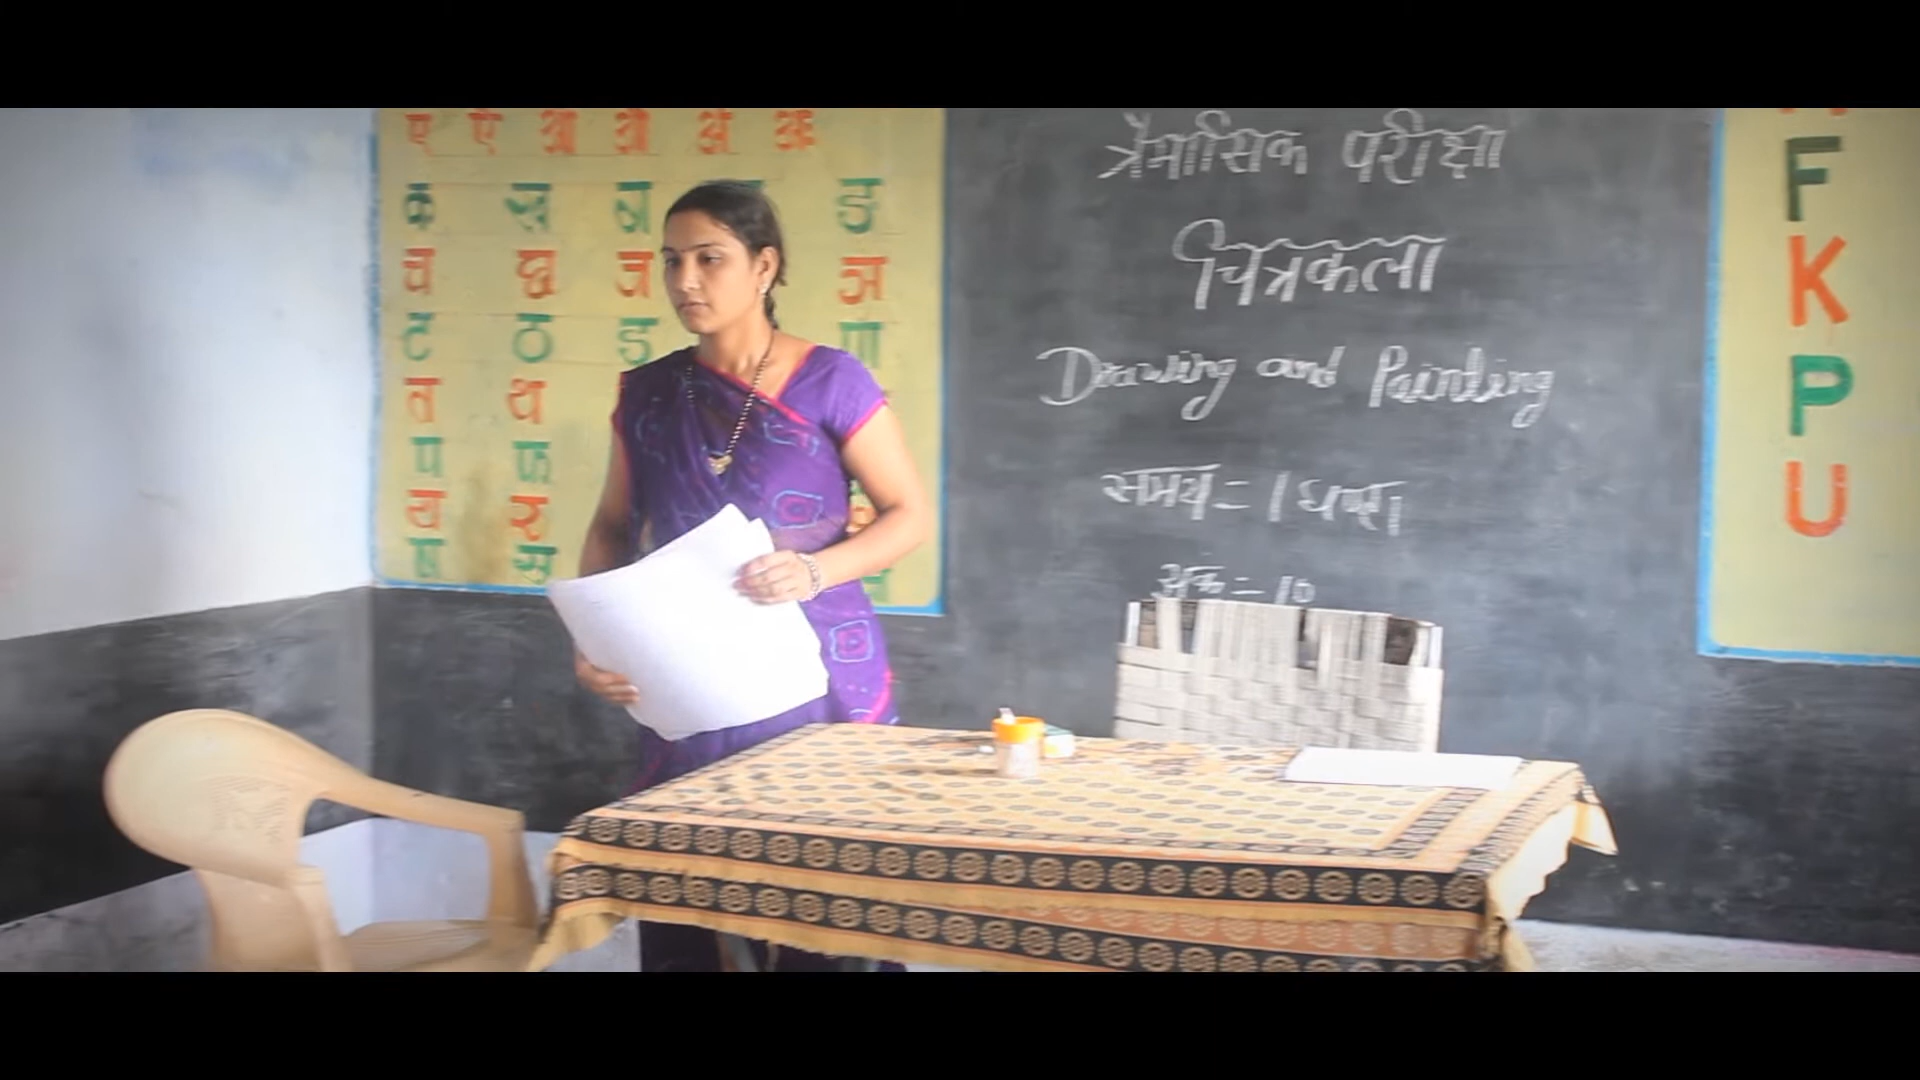 ए ऐ ओ औ अं अः
क ख ग ङ
च छ ज ञ
ट ठ ड ण
त थ
प फ
य र
ष स
त्रैमासिक परीक्षा
चित्रकला
Drawing and Painting
समय = 1 घण्टा
अंक = 10
F
K
P
U